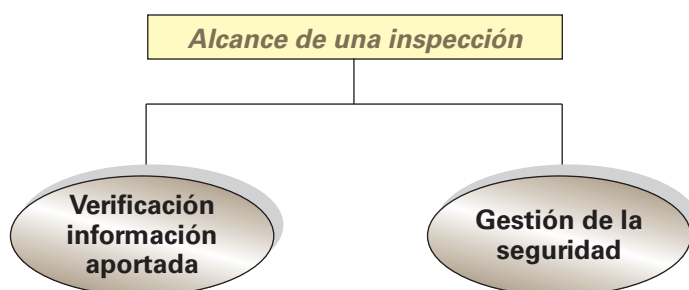 Alcance de una inspección
Verificación
información
aportada
Gestión de la
seguridad